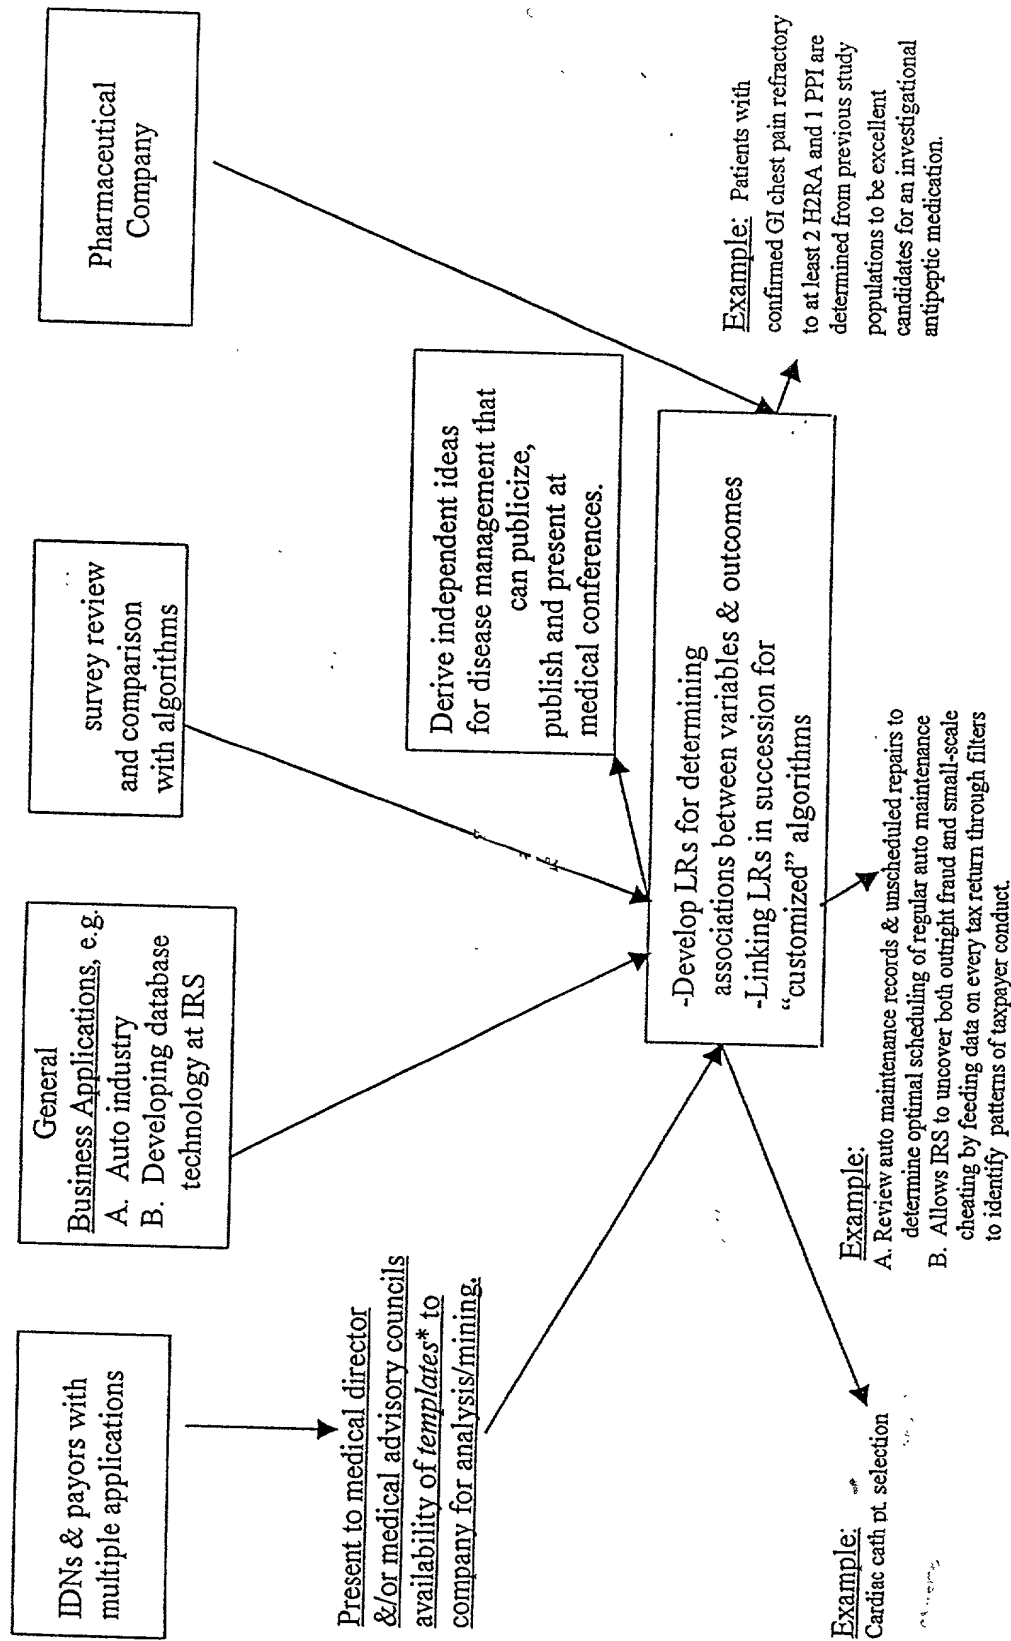 IDNs & payors with
multiple applications
General
Business Applications, e.g.
A. Auto industry
B. Developing database
technology at IRS
survey review
and comparison
with algorithms
Pharmaceutical
Company
Present to medical director
&/or medical advisory councils
availability of templates* to
company for analysis/mining.
Derive independent ideas
for disease management that
can publicize,
publish and present at
medical conferences.
-Develop LRs for determining
associations between variables & outcomes
-Linking LRs in succession for
“customized” algorithms
Example:
Cardiac cath pt. selection
Example:
A. Review auto maintenance records & unscheduled repairs to
determine optimal scheduling of regular auto maintenance
B. Allows IRS to uncover both outright fraud and small-scale
cheating by feeding data on every tax return through filters
to identify patterns of taxpayer conduct.
Example: Patients with
confirmed GI chest pain refractory
to at least 2 H2RA and 1 PPI are
determined from previous study
populations to be excellent
candidates for an investigational
antipeptic medication.